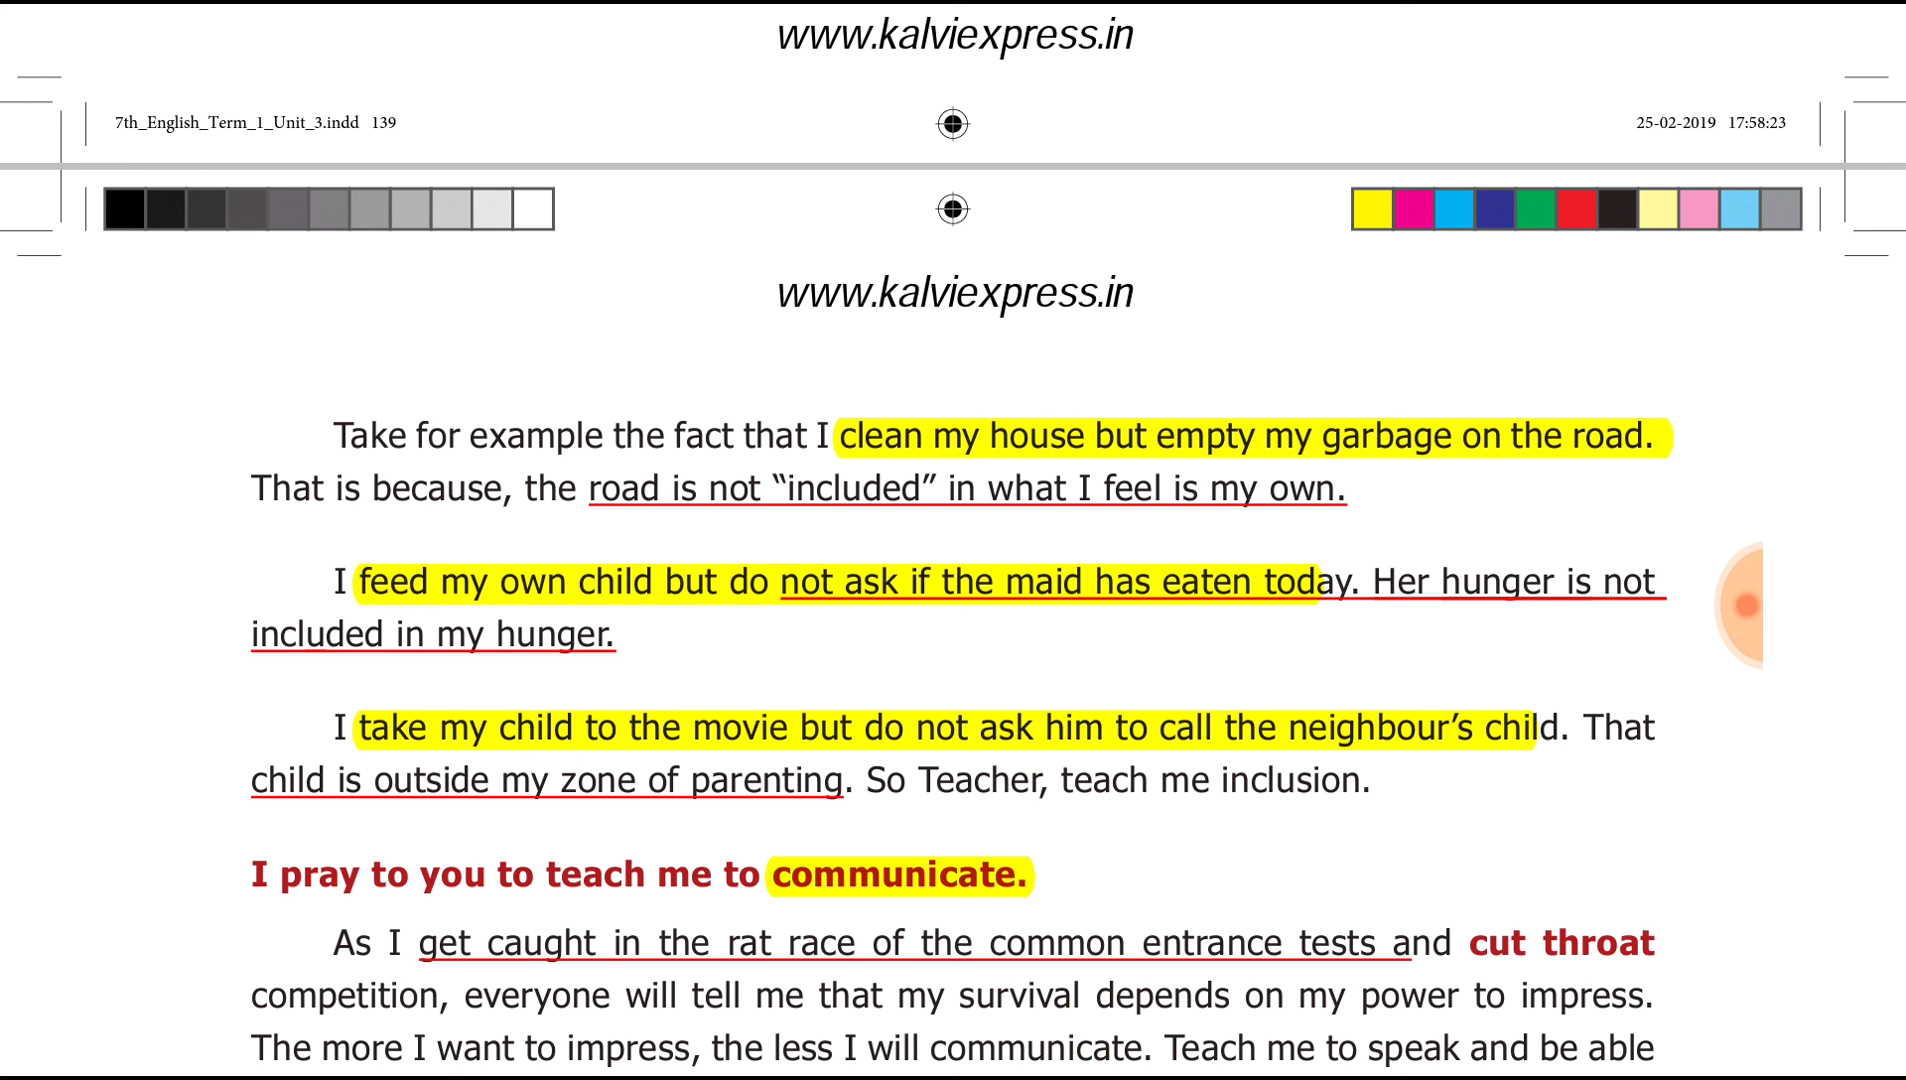 www.kalviexpress.in
7th_English_Term_1_Unit_3.indd 139
25-02-2019 17:58:23
www.kalviexpress.in
Take for example the fact that I clean my house but empty my garbage on the road.
That is because, the road is not “included” in what I feel is my own.
I feed my own child but do not ask if the maid has eaten today. Her hunger is not
included in my hunger.
I take my child to the movie but do not ask him to call the neighbour’s child. That
child is outside my zone of parenting. So Teacher, teach me inclusion.
I pray to you to teach me to communicate.
As I get caught in the rat race of the common entrance tests and cut throat
competition, everyone will tell me that my survival depends on my power to impress.
The more I want to impress, the less I will communicate. Teach me to speak and be able